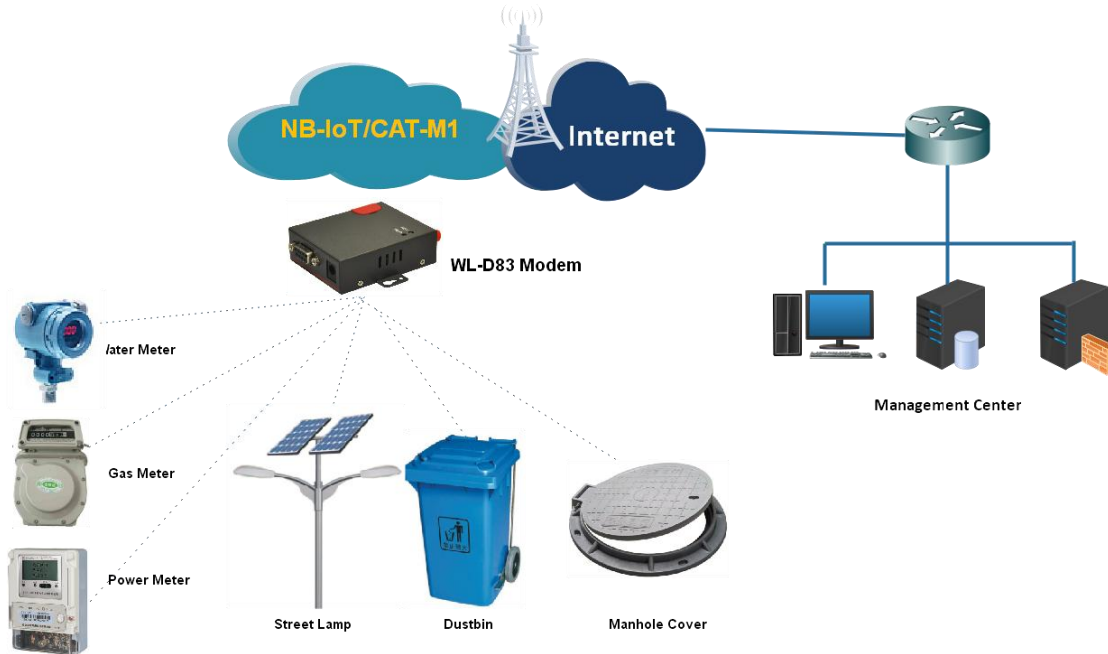 NB-IoT/CAT-M1
Internet
WL-D83 Modem
/ater Meter
Gas Meter
Power Meter
Street Lamp
Dustbin
Manhole Cover
Management Center